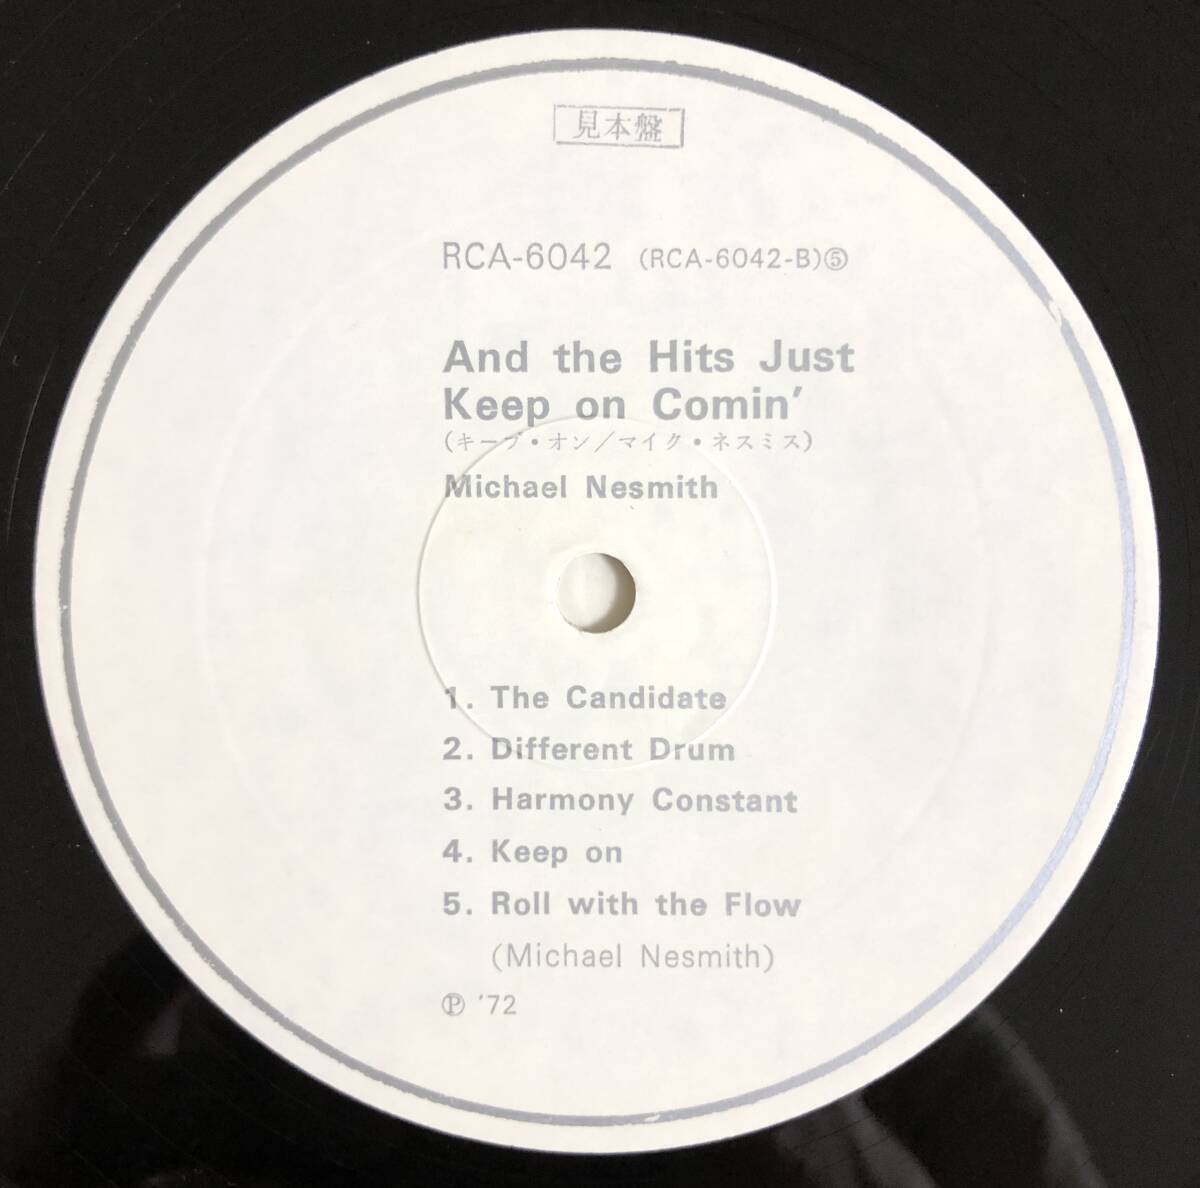 見本盤
RCA-6042 (RCA-6042-B)⑤
And the Hits Just
Keep on Comin'
(キープ・オン/マイク・ネスミス)
Michael Nesmith
1. The Candidate
2. Different Drum
3. Harmony Constant
4. Keep on
5. Roll with the Flow
(Michael Nesmith)
Ⓟ '72